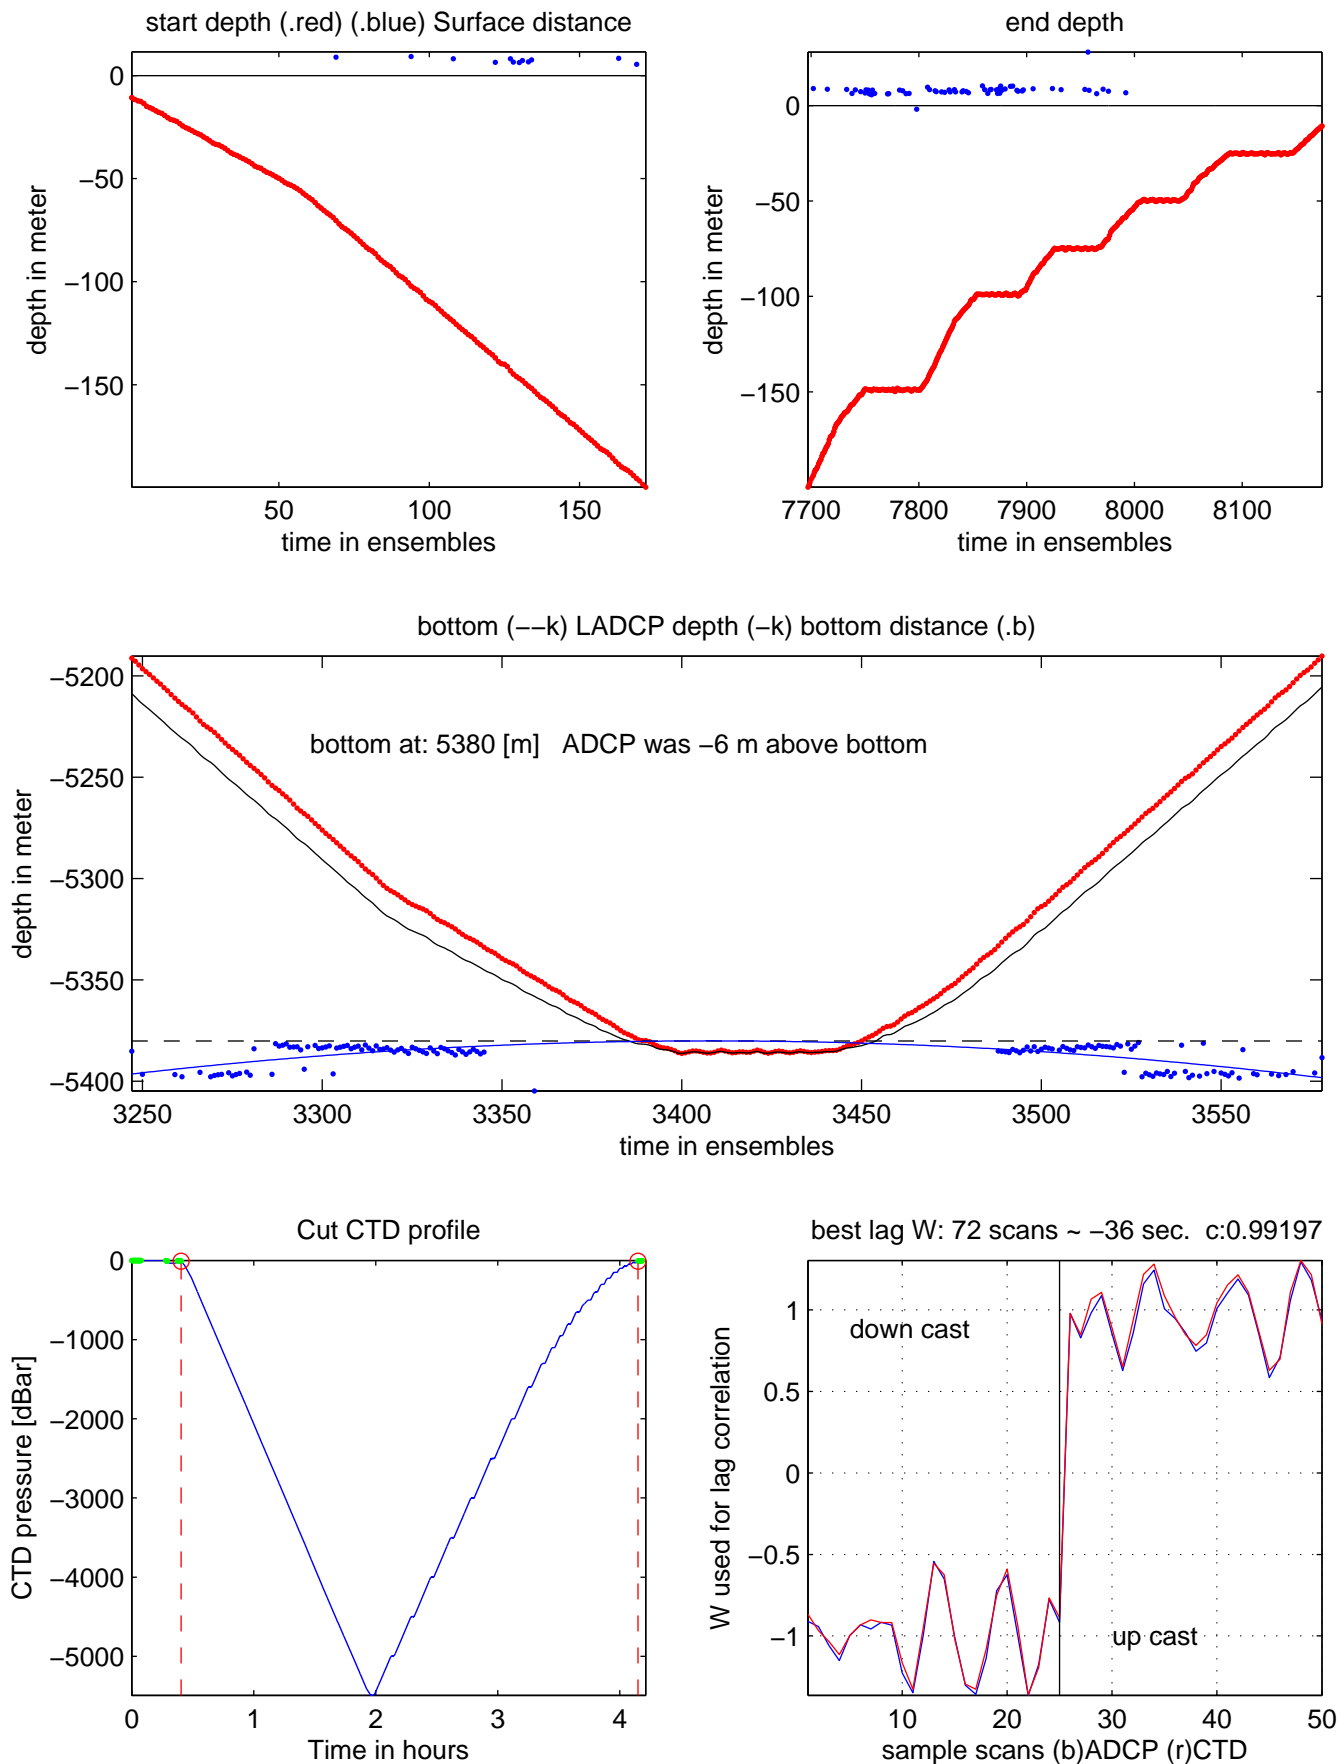 start depth (.red) (.blue) Surface distance
0
−50
−100
−150
depth in meter
50 100 150
time in ensembles
end depth
0
−50
−100
−150
depth in meter
7700 7800 7900 8000 8100
time in ensembles
bottom (−−k) LADCP depth (−k) bottom distance (.b)
−5200
−5250
−5300
−5350
−5400
depth in meter
bottom at: 5380 [m] ADCP was −6 m above bottom
3250 3300 3350 3400 3450 3500 3550
time in ensembles
Cut CTD profile
0
−1000
−2000
−3000
−4000
−5000
CTD pressure [dBar]
0 1 2 3 4
Time in hours
best lag W: 72 scans ~ −36 sec. c:0.99197
1
0.5
0
−0.5
−1
W used for lag correlation
down cast
up cast
10 20 30 40 50
sample scans (b)ADCP (r)CTD